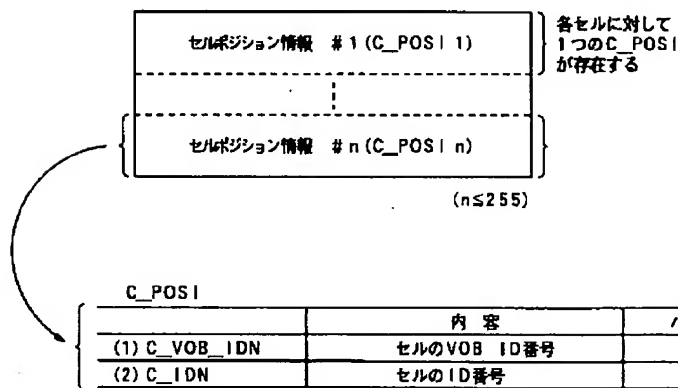 セルポジション情報 #1(C_POSI 1)
各セルに対して
1つのC_POSI
が存在する
セルポジション情報 #n(C_POSI n)
(n≦255)
C_POSI
内 容
(1) C_VOB_IDN セルのVOB ID番号
(2) C_IDN セルのID番号